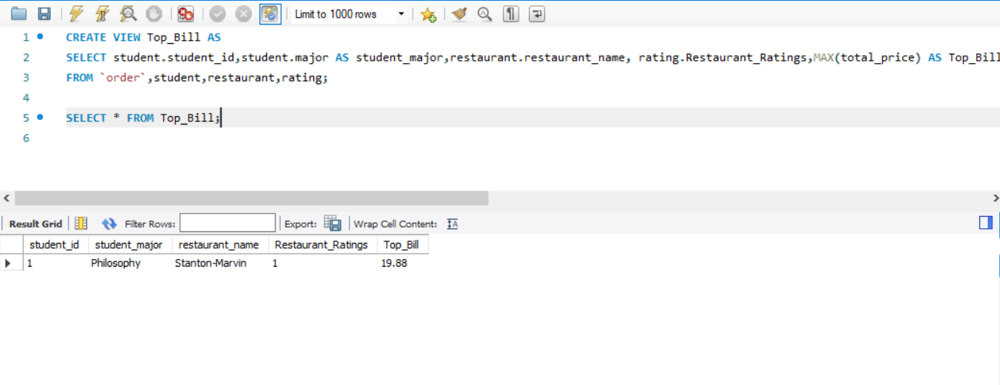 Limit to 1000 rows
1 CREATE VIEW Top_Bill AS
2 SELECT student.student_id,student.major AS student_major,restaurant.restaurant_name, rating.Restaurant_Ratings,MAX(total_price) AS Top_Bill
3 FROM `order`,student,restaurant,rating;
4
5 SELECT * FROM Top_Bill;
6
Result Grid Filter Rows: Export: Wrap Cell Content: IA
student_id student_major restaurant_name Restaurant_Ratings Top_Bill
1 Philosophy Stanton-Marvin 1 19.88